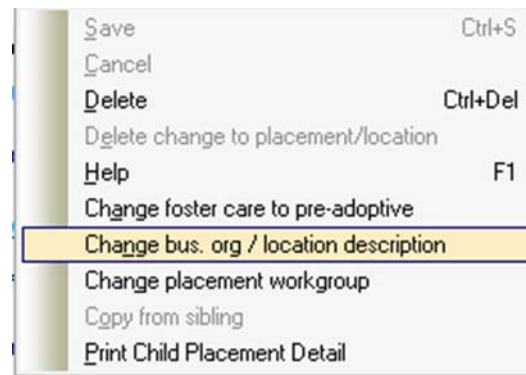 Save Ctrl+S
Cancel
Delete Ctrl+Del
Delete change to placement/location
Help F1
Change foster care to pre-adoptive
Change bus. org / location description
Change placement workgroup
Copy from sibling
Print Child Placement Detail